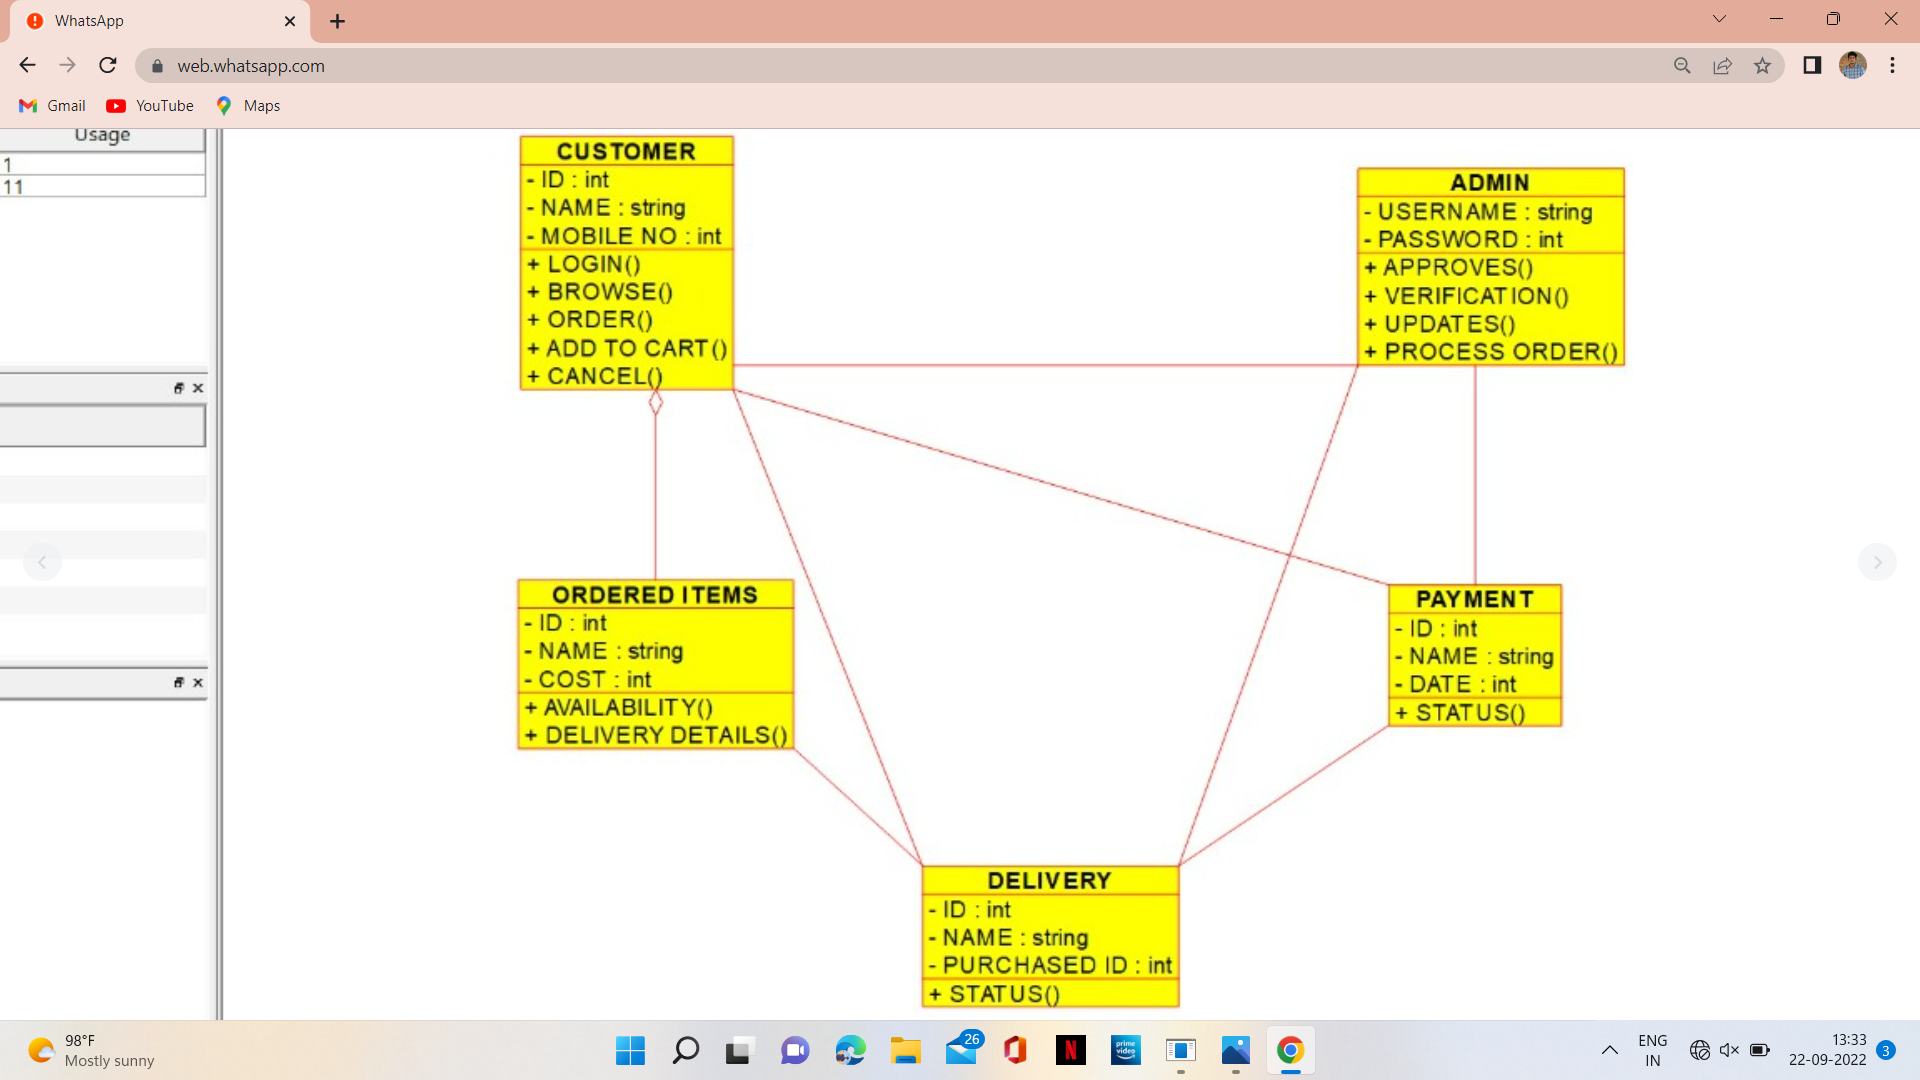 WhatsApp
web.whatsapp.com
Gmail
YouTube
Maps
Usage
1
11
CUSTOMER
- ID : int
- NAME : string
- MOBILE NO : int
+ LOGIN()
+ BROWSE()
+ ORDER()
+ ADD TO CART()
+ CANCEL()
ADMIN
- USERNAME : string
- PASSWORD : int
+ APPROVES()
+ VERIFICATION()
+ UPDATES()
+ PROCESS ORDER()
ORDERED ITEMS
- ID : int
- NAME : string
- COST : int
+ AVAILABILITY()
+ DELIVERY DETAILS()
PAYMENT
- ID : int
- NAME : string
- DATE : int
+ STATUS()
DELIVERY
- ID : int
- NAME : string
- PURCHASED ID : int
+ STATUS()
98°F
Mostly sunny
26
N
prime
video
ENG
IN
13:33
22-09-2022
3